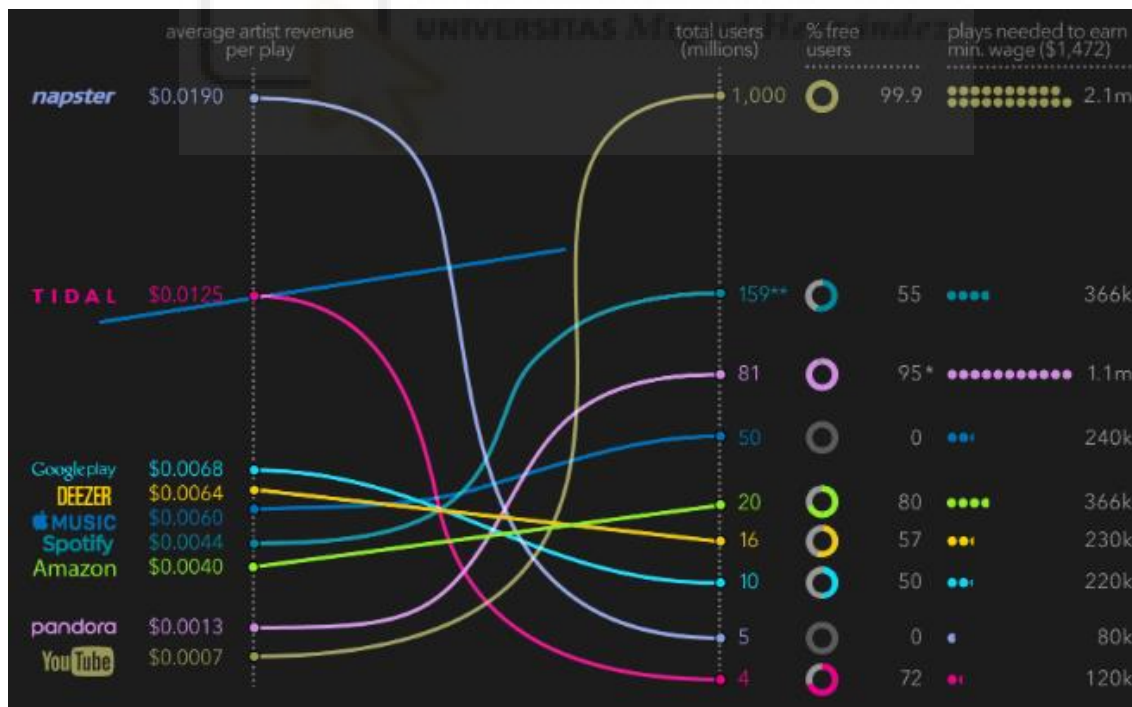 UNIVERSITAS Miguel Hernández
average artist revenue per play
total users (millions)
% free users
plays needed to earn min. wage ($1,472)
napster $0.0190 1,000 99.9 2.1m
TIDAL $0.0125 159** 55 366k
81 95* 1.1m
50 0 240k
Google play $0.0068
DEEZER $0.0064 20 80 366k
MUSIC $0.0060
Spotify $0.0044 16 57 230k
Amazon $0.0040 10 50 220k
pandora $0.0013 5 0 80k
YouTube $0.0007 4 72 120k